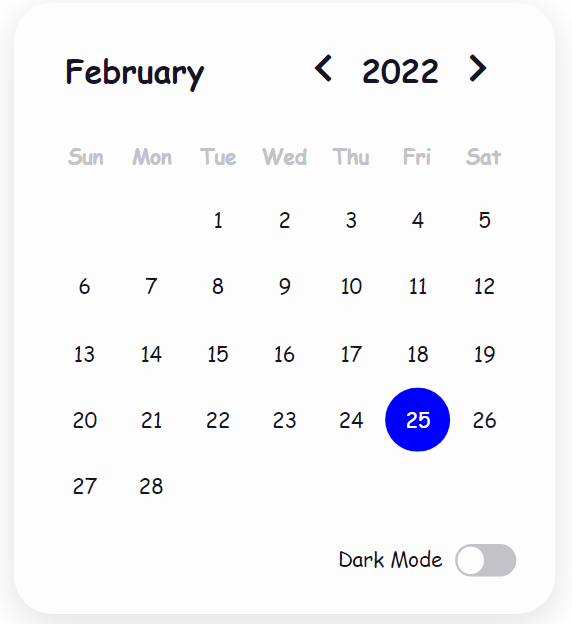 February 2022
Sun Mon Tue Wed Thu Fri Sat
1 2 3 4 5
6 7 8 9 10 11 12
13 14 15 16 17 18 19
20 21 22 23 24 25 26
27 28
Dark Mode